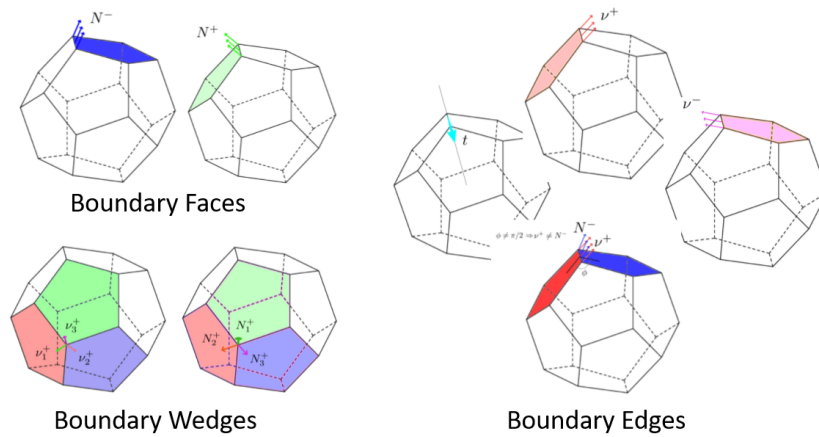 N⁻
N⁺
Boundary Faces
ν⁺
ν⁻
t
ϕ ≠ π/2 ⇒ ν⁺ ≠ N⁻
N⁻
ν⁺
ϕ
ν₃⁺
ν₁⁺ ν₂⁺
N₁⁺
N₂⁺
N₃⁺
Boundary Wedges
Boundary Edges